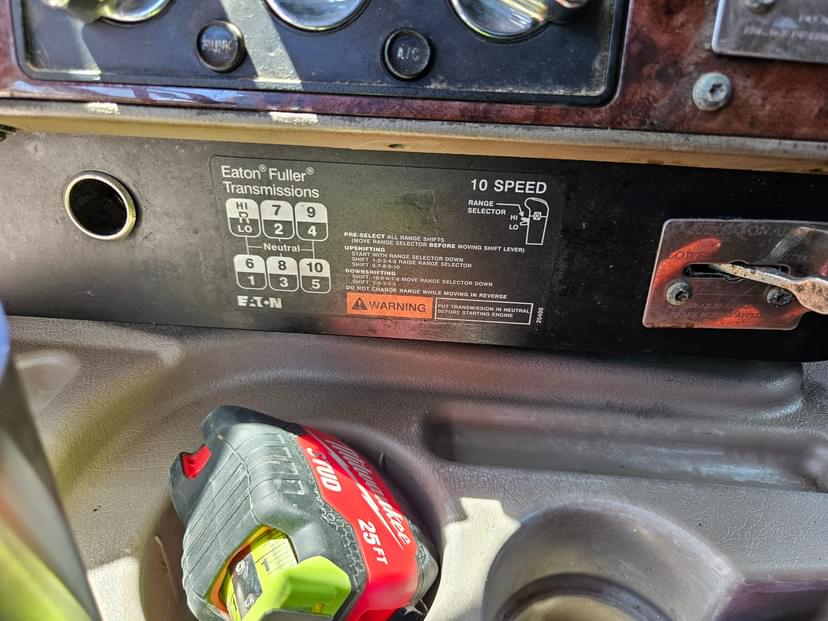 BUNK
A/C
Eaton® Fuller®
Transmissions
10 SPEED
HI 7 9
R
LO 2 4
Neutral
6 8 10
1 3 5
EATON
RANGE
SELECTOR
HI
LO
PRE-SELECT ALL RANGE SHIFTS
(MOVE RANGE SELECTOR BEFORE MOVING SHIFT LEVER)
UPSHIFTING
START WITH RANGE SELECTOR DOWN
SHIFT 1-2-3-4-5 RAISE RANGE SELECTOR
SHIFT 6-7-8-9-10
DOWNSHIFTING
SHIFT 10-9-8-7-6 MOVE RANGE SELECTOR DOWN
SHIFT 5-4-3-2-1
DO NOT CHANGE RANGE WHILE MOVING IN REVERSE
WARNING
PUT TRANSMISSION IN NEUTRAL
BEFORE STARTING ENGINE
20400
Milwaukee
STUD
25 FT
1